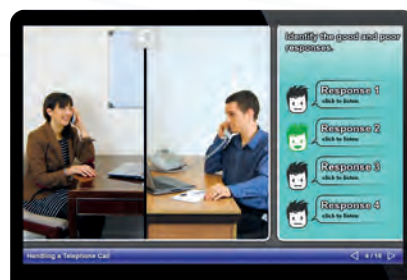 Identify the good and poor
responses.
Response 1
click to listen
Response 2
click to listen
Response 3
click to listen
Response 4
click to listen
Handling a Telephone Call
4 / 10